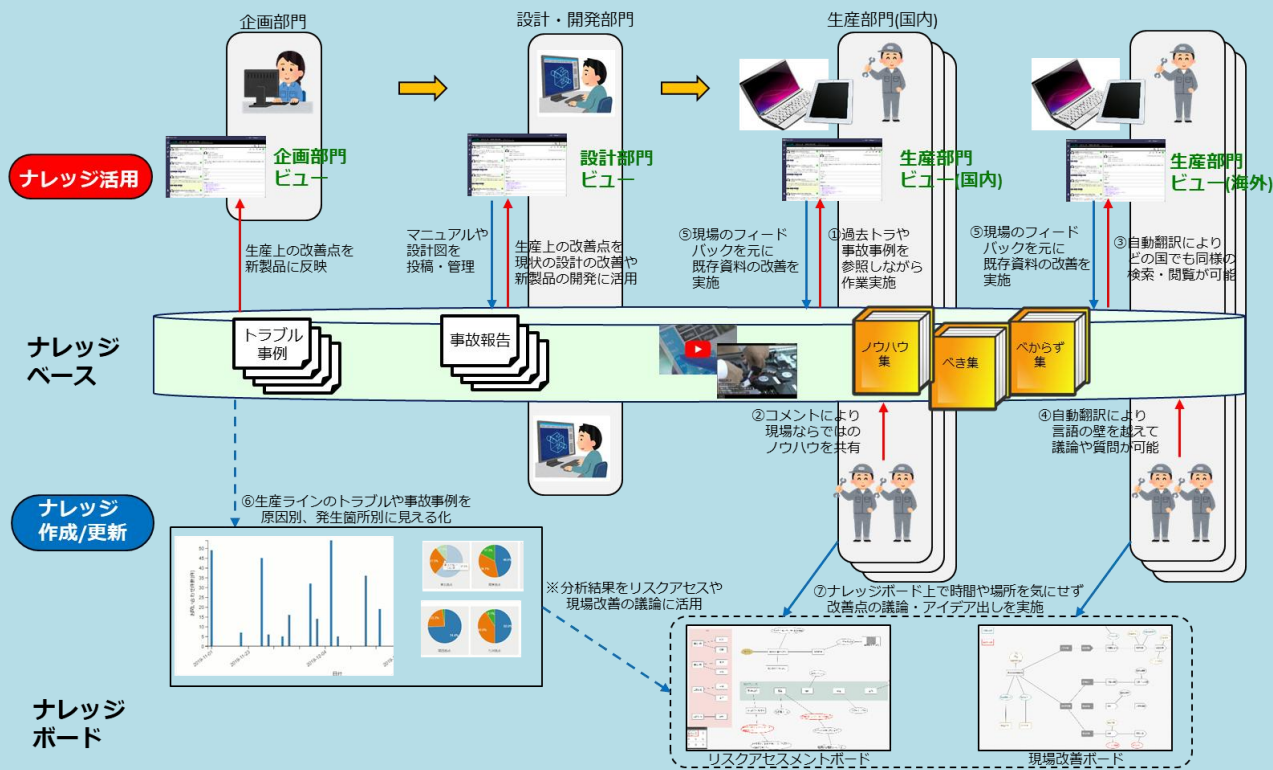 企画部門
設計・開発部門
生産部門(国内)
ナレッジ活用
企画部門
ビュー
設計部門
ビュー
生産部門
ビュー(国内)
生産部門
ビュー(海外)
生産上の改善点を
新製品に反映
マニュアルや
設計図を
投稿・管理
生産上の改善点を
現状の設計の改善や
新製品の開発に活用
⑤現場のフィード
バックを元に
既存資料の改善を
実施
①過去トラや
事故事例を
参照しながら
作業実施
⑤現場のフィード
バックを元に
既存資料の改善を
実施
③自動翻訳により
どの国でも同様の
検索・閲覧が可能
ナレッジ
ベース
トラブル
事例
事故報告
ノウハウ
集
べき集
べからず
集
②コメントにより
現場ならではの
ノウハウを共有
④自動翻訳により
言語の壁を越えて
議論や質問が可能
ナレッジ
作成/更新
⑥生産ラインのトラブルや事故事例を
原因別、発生箇所別に見える化
※分析結果をリスクアセスや
現場改善の議論に活用
⑦ナレッジボード上で時間や場所を気にせず
改善点の議論・アイデア出しを実施
50
45
40
35
30
25
20
15
10
5
0
ナレッジ
ボード
リスクアセスメントボード
現場改善ボード